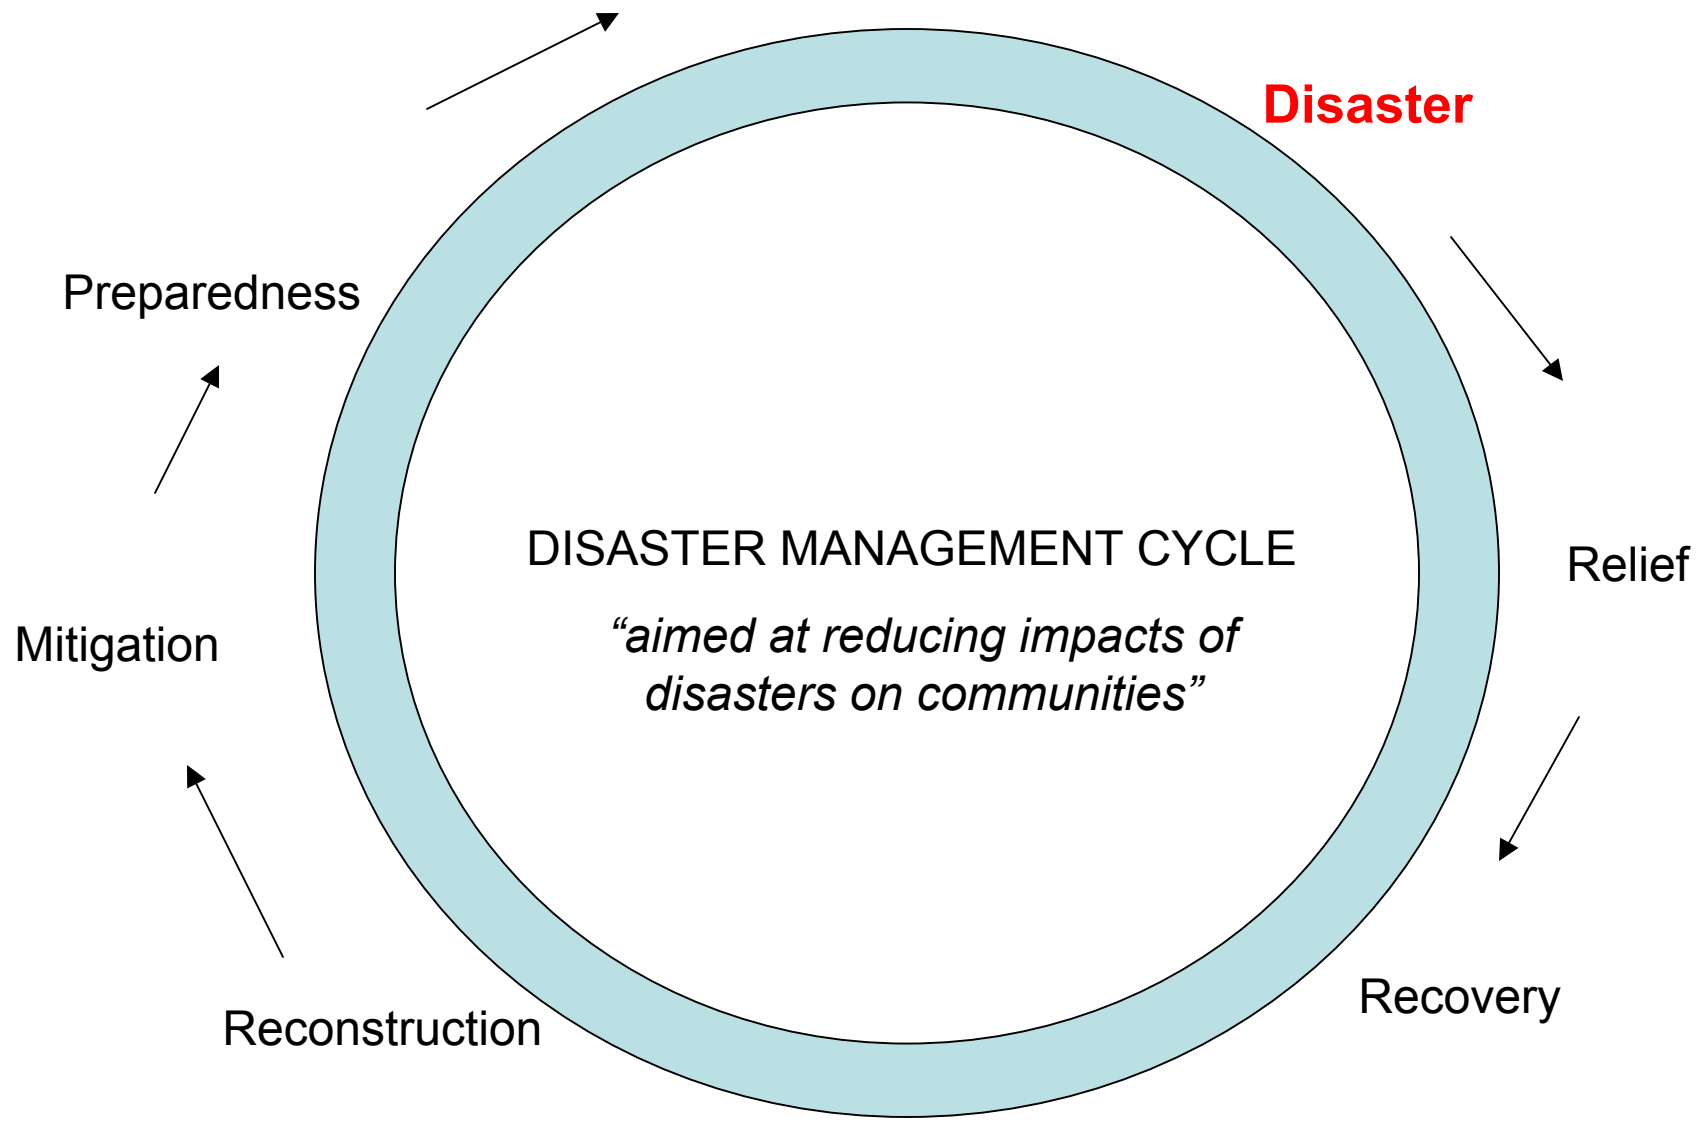 Disaster
Preparedness
DISASTER MANAGEMENT CYCLE
Relief
“aimed at reducing impacts of
disasters on communities”
Mitigation
Recovery
Reconstruction